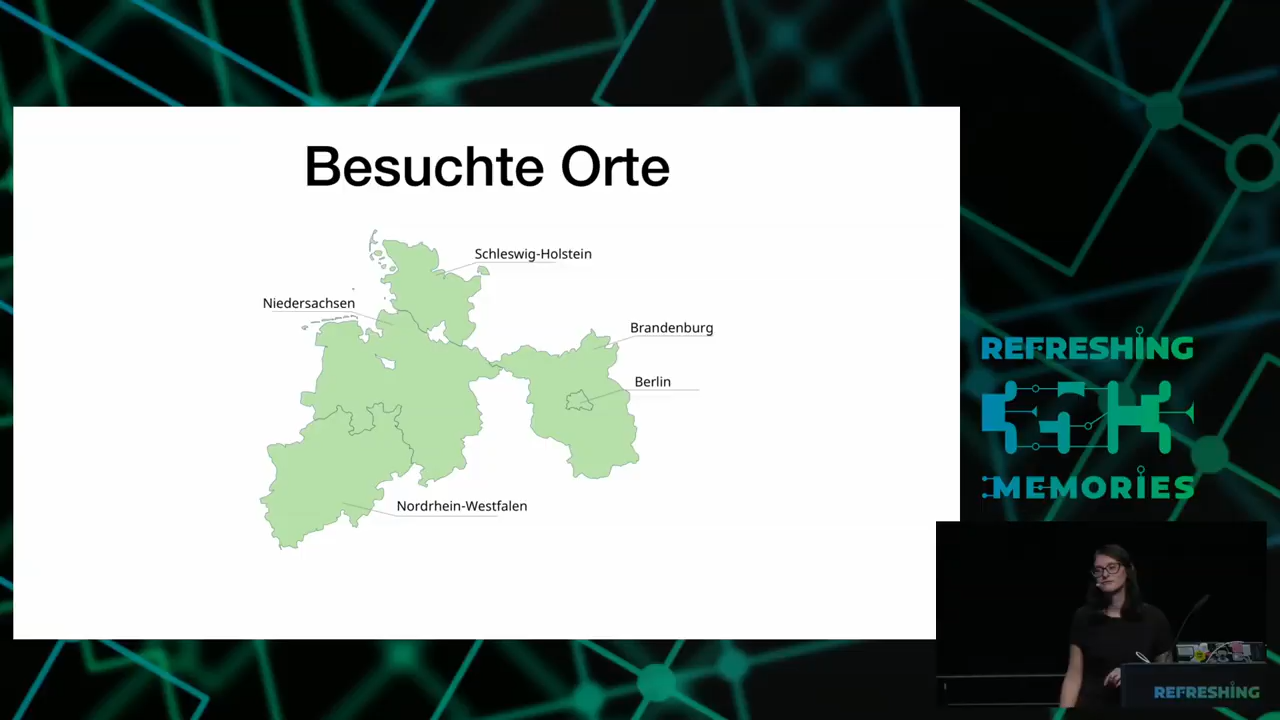 Besuchte Orte
Schleswig-Holstein
Niedersachsen
Brandenburg
Berlin
Nordrhein-Westfalen
REFRESHING
MEMORIES
REFRESHING